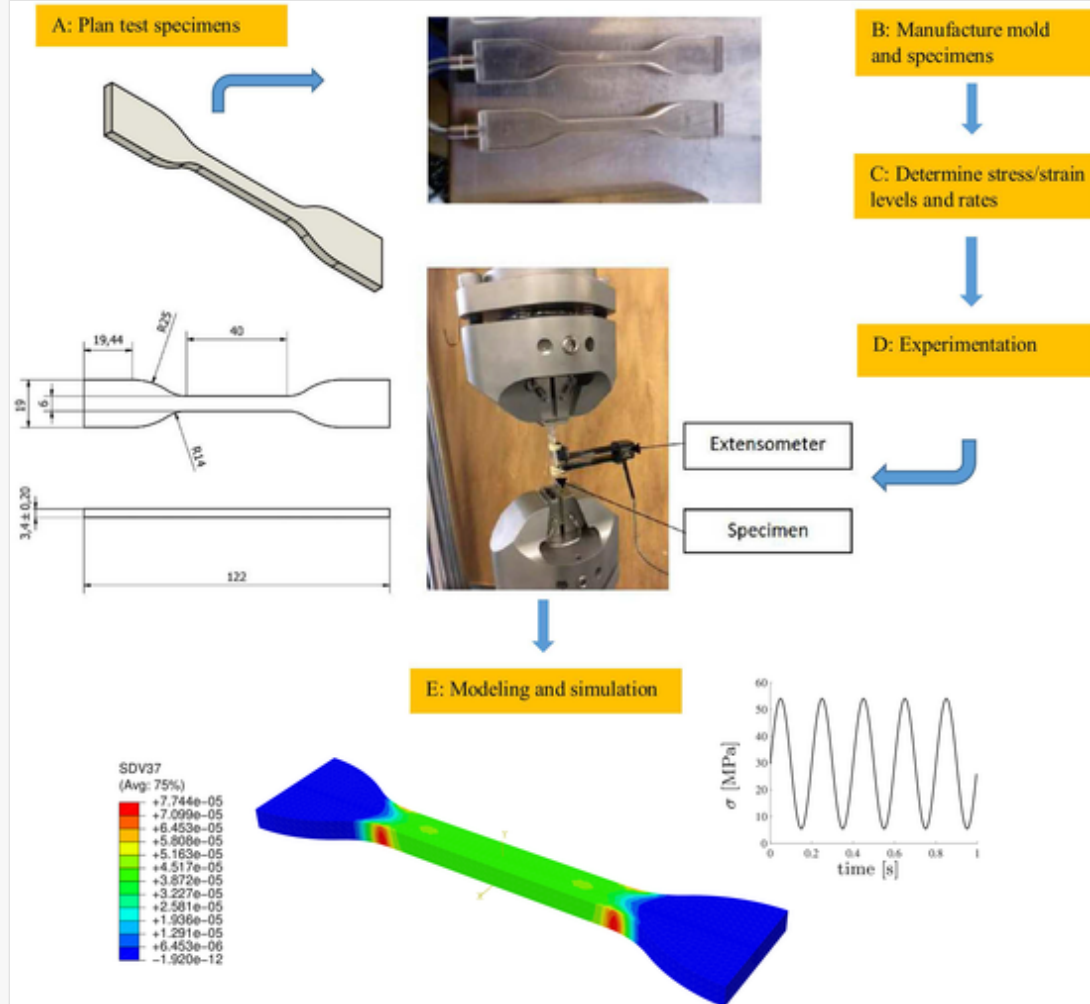 A: Plan test specimens
B: Manufacture mold
and specimens
C: Determine stress/strain
levels and rates
R25
19,44
40
D: Experimentation
19
6
R14
Extensometer
3,4 ± 0,20
Specimen
122
E: Modeling and simulation
SDV37
(Avg: 75%)
+7.744e-05
+7.099e-05
+6.453e-05
+5.808e-05
+5.163e-05
+4.517e-05
+3.872e-05
+3.227e-05
+2.581e-05
+1.936e-05
+1.291e-05
+6.453e-06
-1.920e-12
Y
X
60
50
40
30
20
10
0
σ [MPa]
0
0.2
0.4
0.6
0.8
1
time [s]